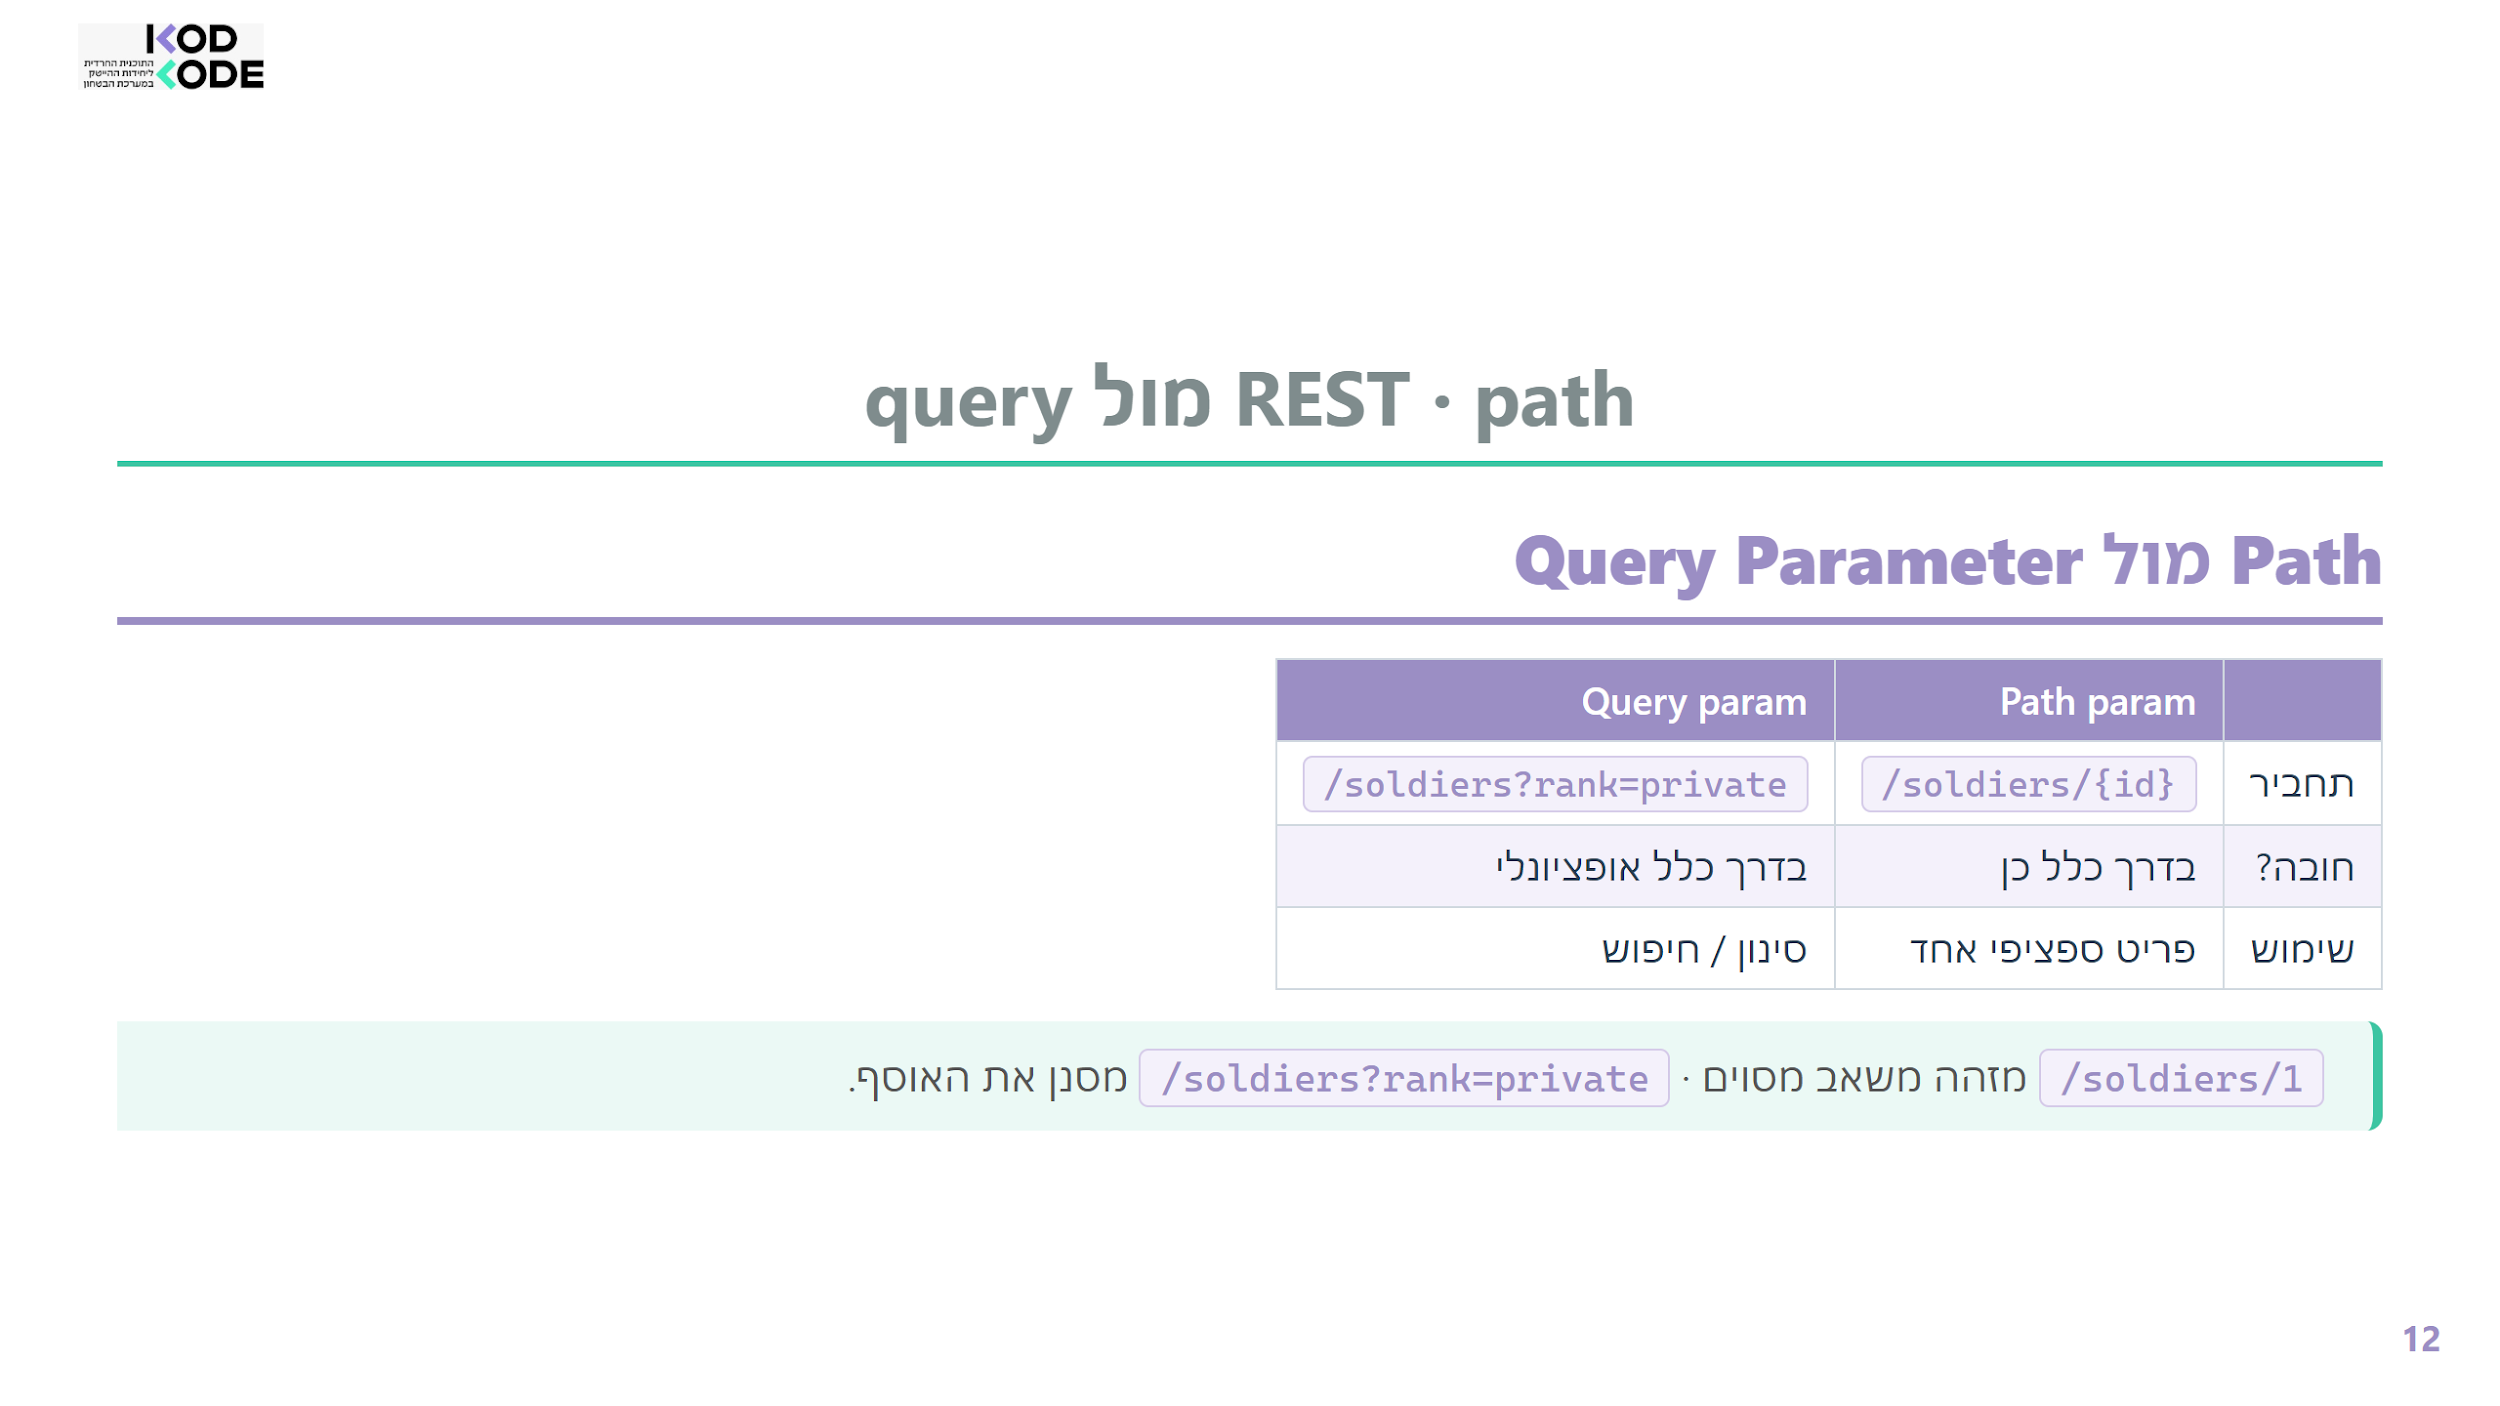 KOD
CODE
התוכנית החרדית
ליחידות ההייטק
במערכת הבטחון
REST · path מול query
Path מול Query Parameter
Path param Query param
תחביר /soldiers/{id} /soldiers?rank=private
חובה? בדרך כלל כן בדרך כלל אופציונלי
שימוש פריט ספציפי אחד סינון / חיפוש
/soldiers/1 מזהה משאב מסוים · /soldiers?rank=private מסנן את האוסף.
12